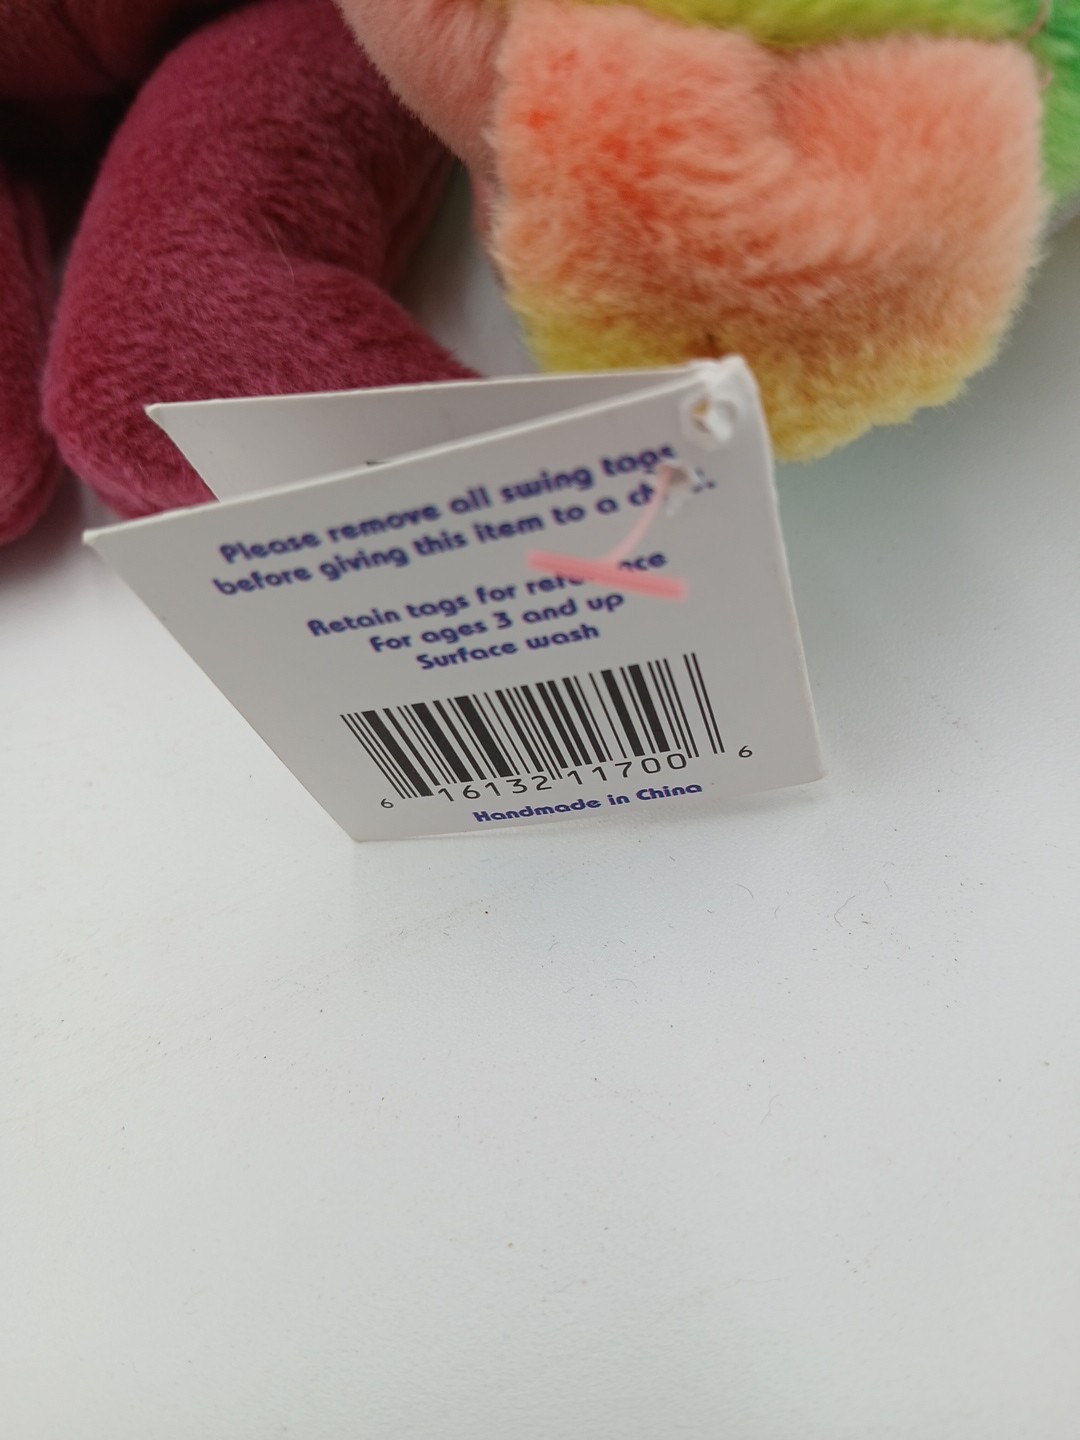 Please remove all swing tags
before giving this item to a
Retain tags for reference
For ages 3 and up
Surface wash
6 16132 11700 6
Handmade in China